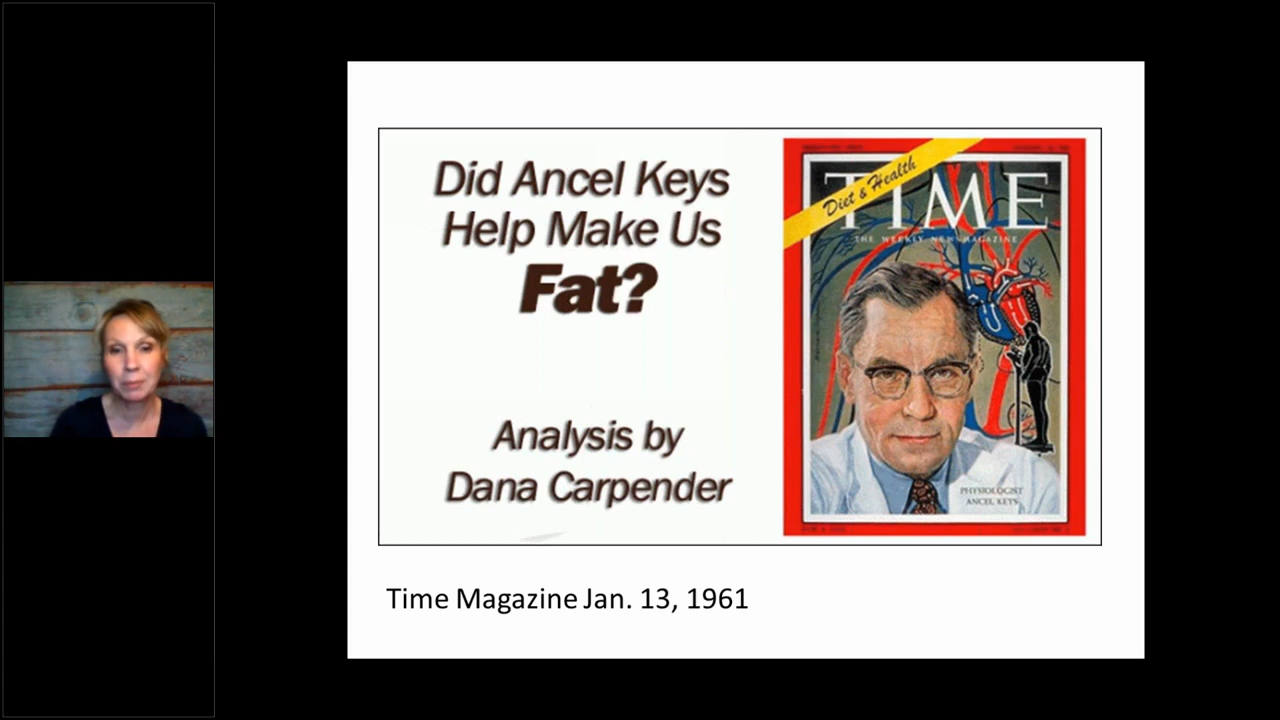 Did Ancel Keys
Help Make Us
Fat?
Analysis by
Dana Carpender
Diet & Health
TIME
THE WEEKLY NEWSMAGAZINE
PHYSIOLOGIST
ANCEL KEYS
Time Magazine Jan. 13, 1961